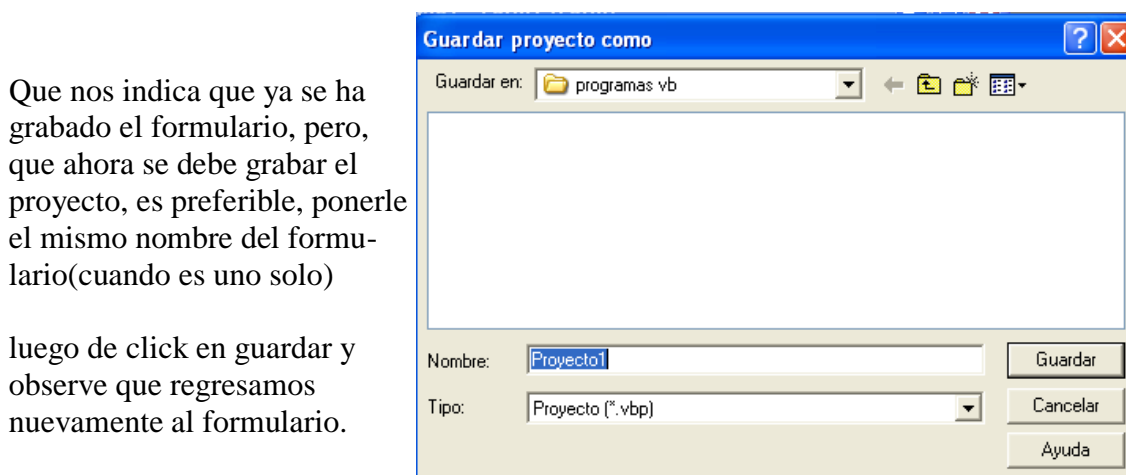 Que nos indica que ya se ha
grabado el formulario, pero,
que ahora se debe grabar el
proyecto, es preferible, ponerle
el mismo nombre del formu-
lario(cuando es uno solo)
luego de click en guardar y
observe que regresamos
nuevamente al formulario.
Guardar proyecto como
Guardar en: programas vb
Nombre: Proyecto1 Guardar
Tipo: Proyecto (*.vbp) Cancelar
Ayuda